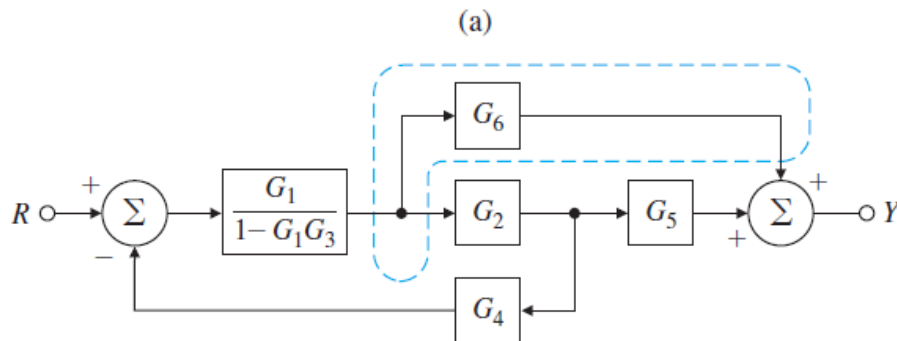 (a)
G6
+ +
R Σ G1 G2 G5 Σ Y
1 – G1G3
– +
G4